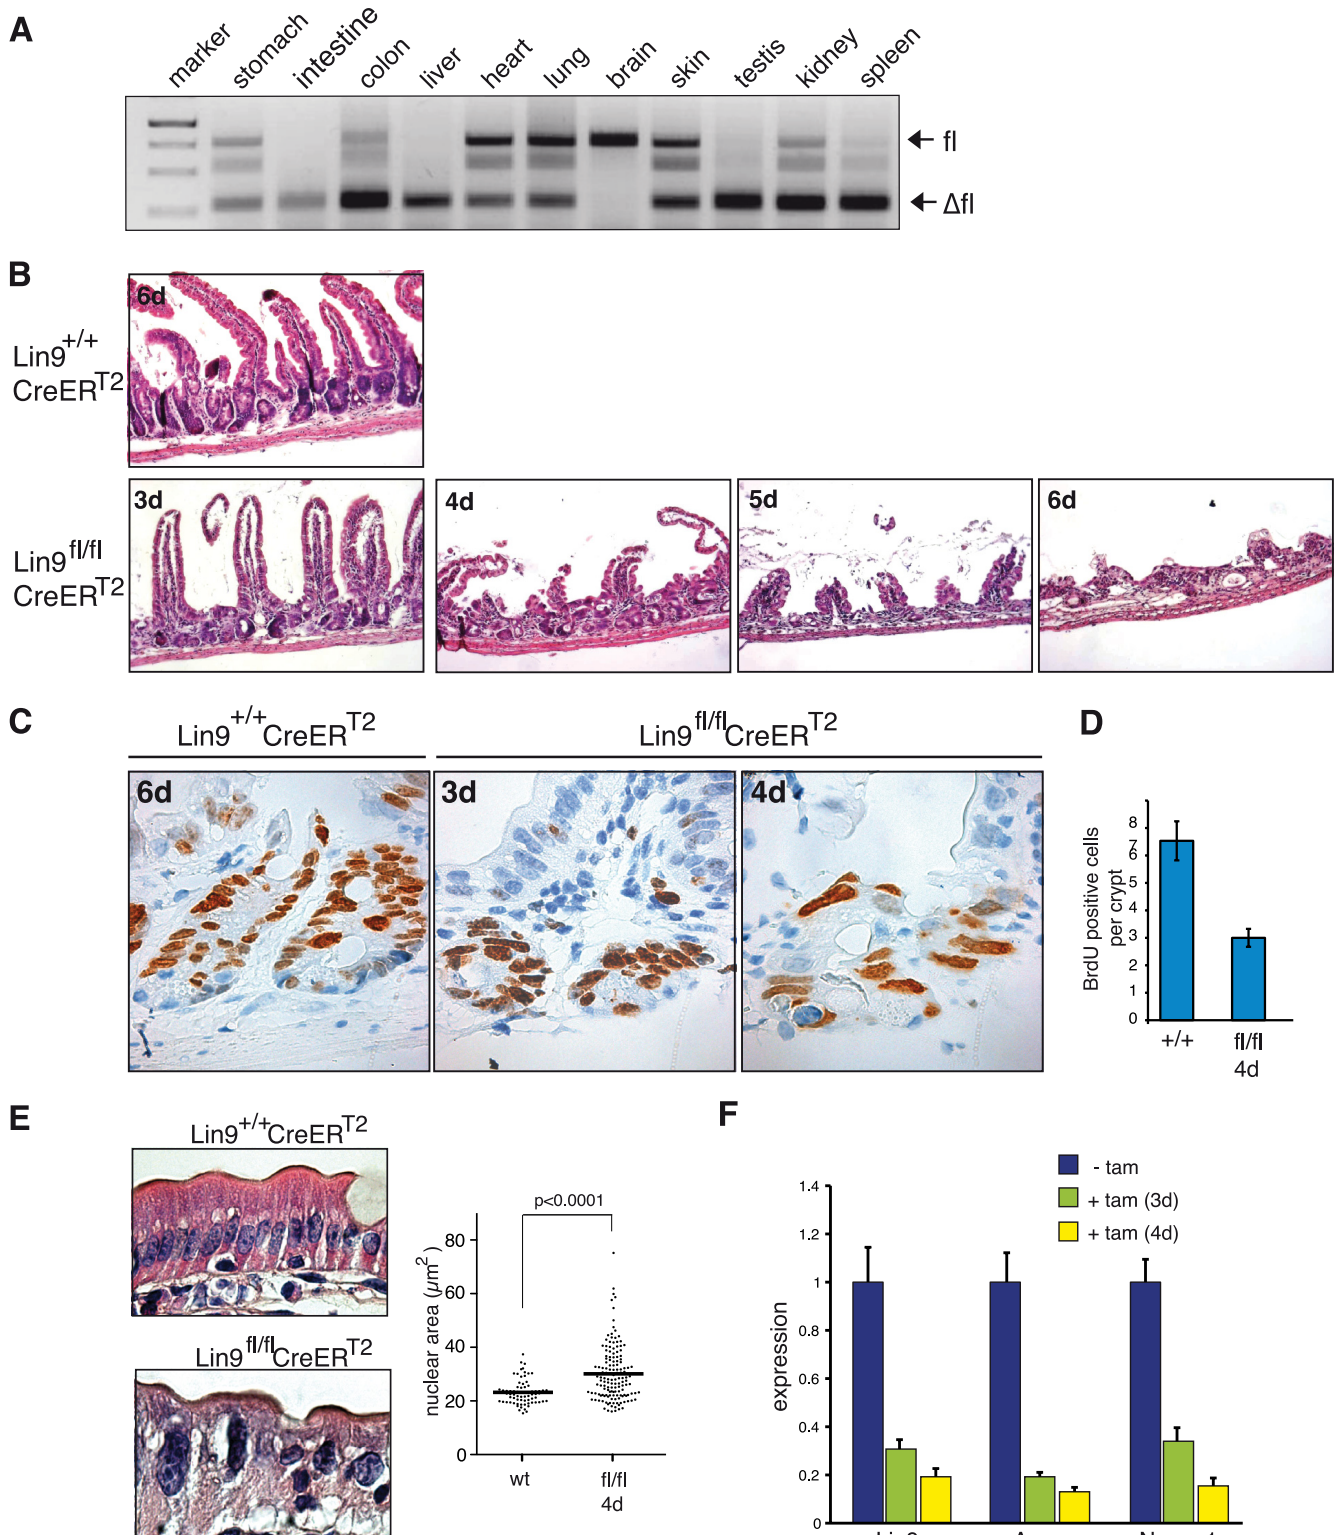 A
marker stomach intestine colon liver heart lung brain skin testis kidney spleen
fl
Δfl
B
Lin9+/+
CreERT2
6d
Lin9fl/fl
CreERT2
3d
4d
5d
6d
C
Lin9+/+CreERT2
Lin9fl/flCreERT2
6d
3d
4d
D
BrdU positive cells
per crypt
8
6
5
3
2
1
0
+/+
fl/fl
4d
E
Lin9+/+CreERT2
Lin9fl/flCreERT2
p<0.0001
nuclear area (μm2)
80
60
40
20
0
wt
fl/fl
4d
F
- tam
+ tam (3d)
+ tam (4d)
expression
1.4
1.2
1
0.8
0.6
0.4
0.2
0